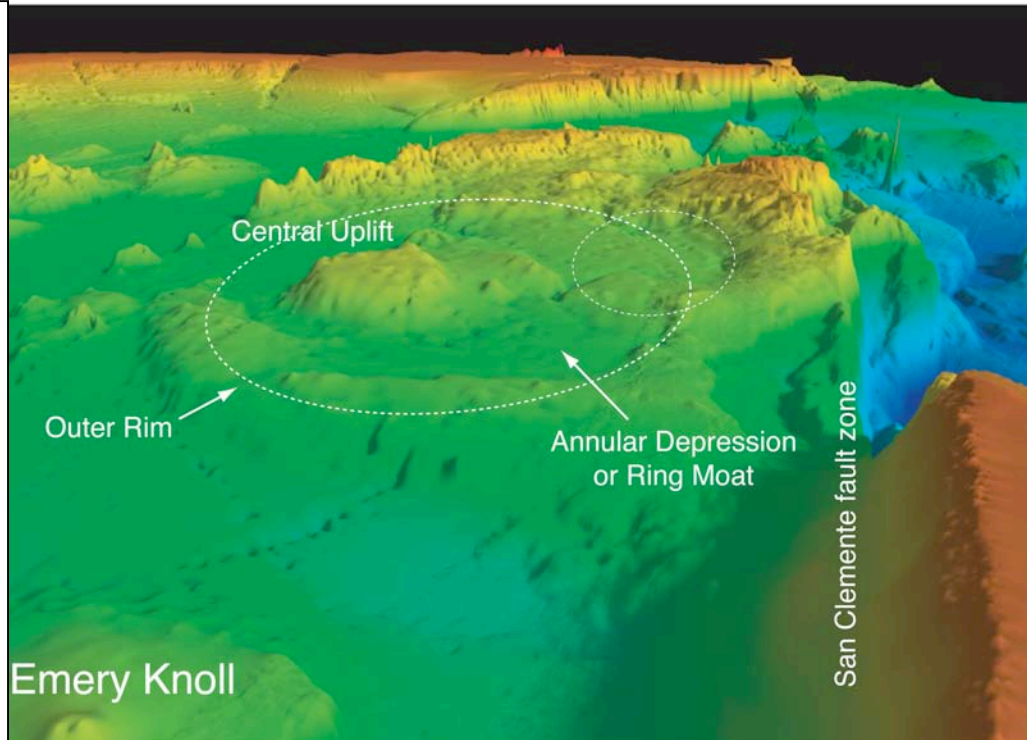 Central Uplift
Outer Rim
Annular Depression
or Ring Moat
San Clemente fault zone
Emery Knoll